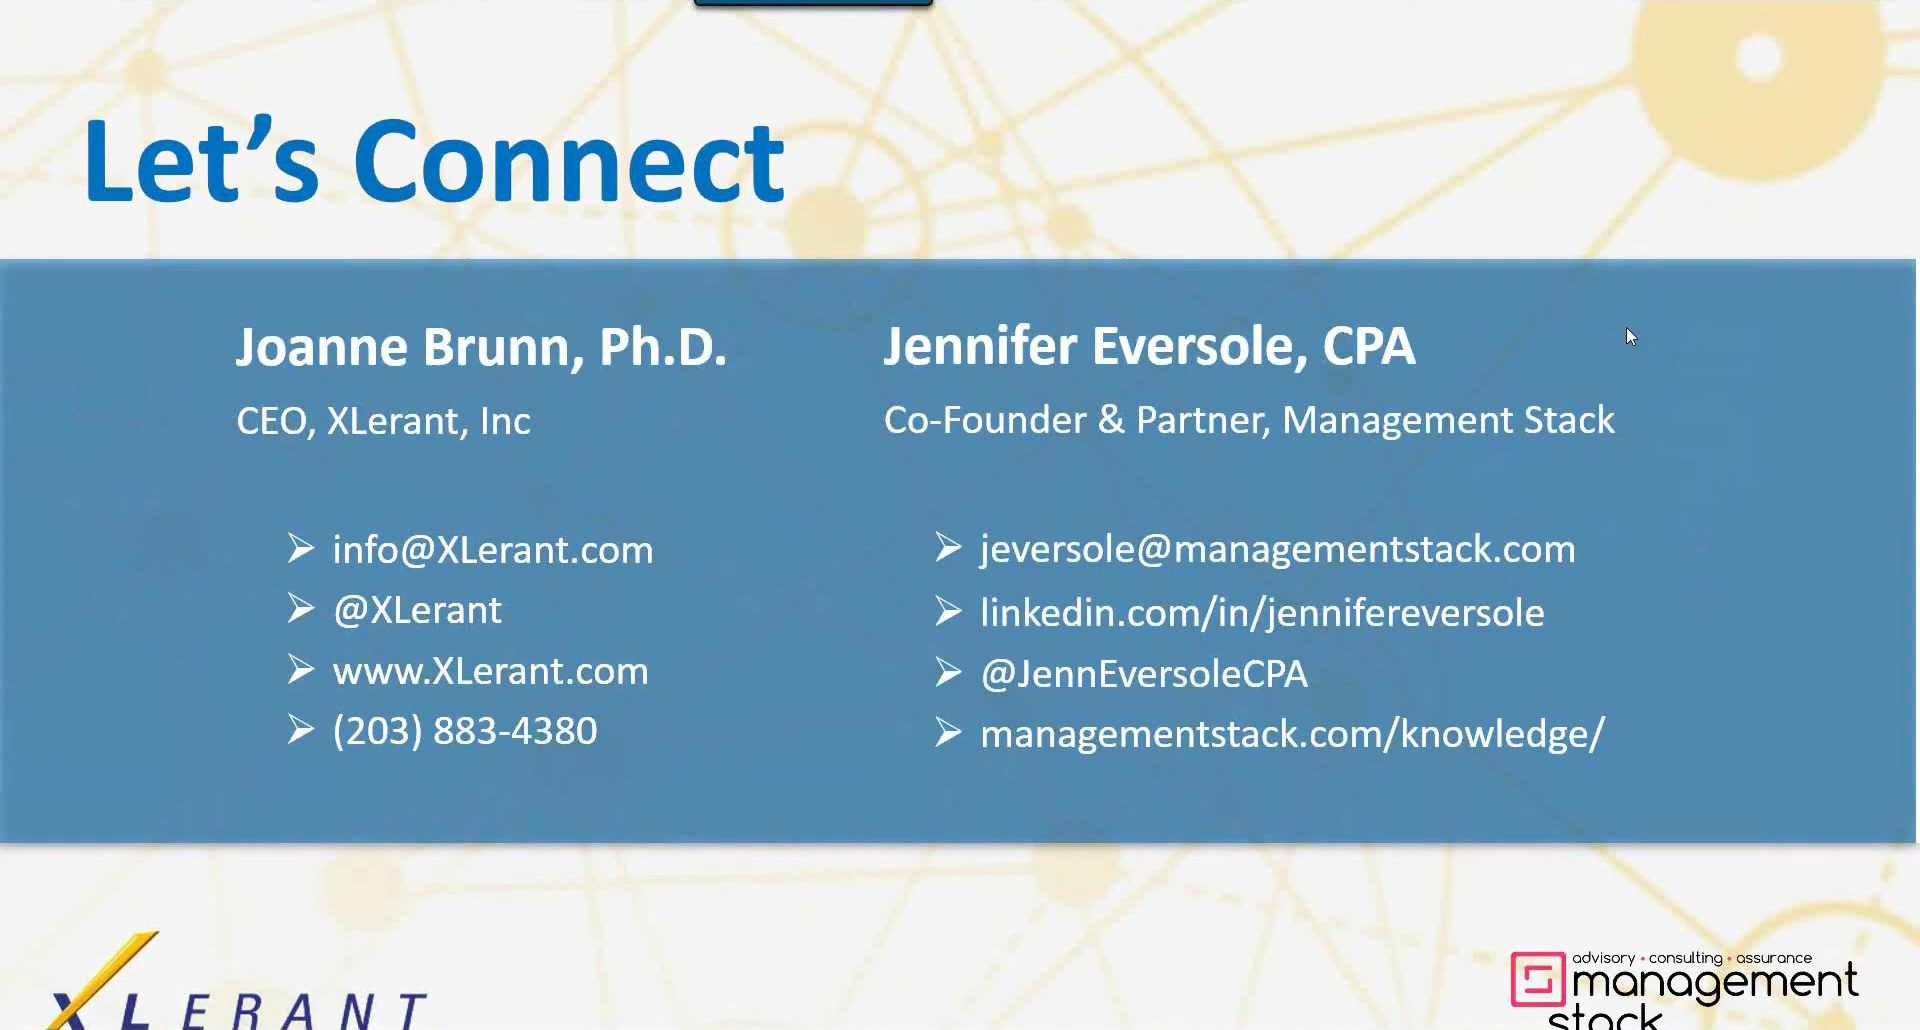 Let's Connect
Joanne Brunn, Ph.D.
CEO, XLerant, Inc
➢ info@XLerant.com
➢ @XLerant
➢ www.XLerant.com
➢ (203) 883-4380
Jennifer Eversole, CPA
Co-Founder & Partner, Management Stack
➢ jeversole@managementstack.com
➢ linkedin.com/in/jennifereversole
➢ @JennEversoleCPA
➢ managementstack.com/knowledge/
XLERANT
advisory • consulting • assurance
management
stack